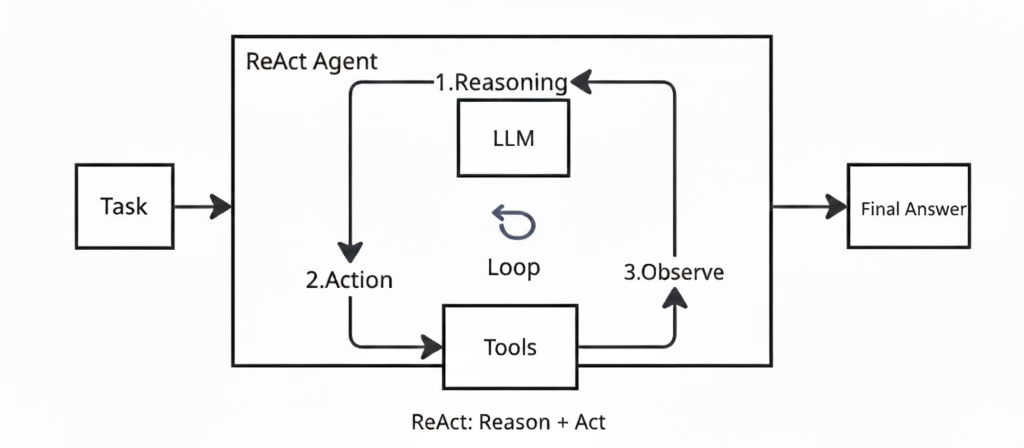 ReAct Agent
1.Reasoning
LLM
Task
Final Answer
Loop
2.Action
3.Observe
Tools
ReAct: Reason + Act